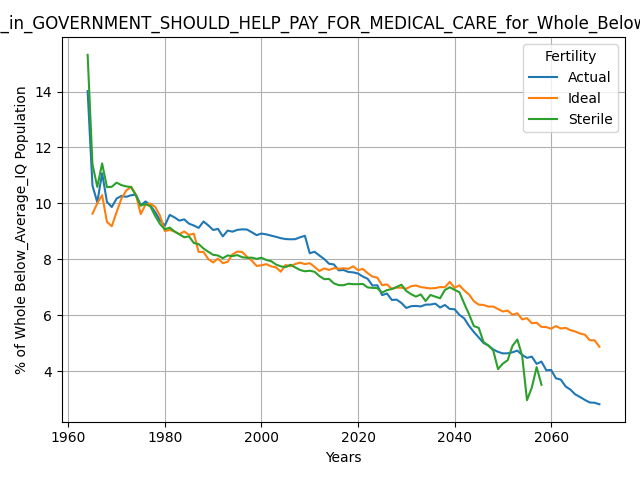 _in_GOVERNMENT_SHOULD_HELP_PAY_FOR_MEDICAL_CARE_for_Whole_Below
Fertility
Actual
Ideal
Sterile
% of Whole Below_Average_IQ Population
14
12
10
8
6
4
1960
1980
2000
2020
2040
2060
Years